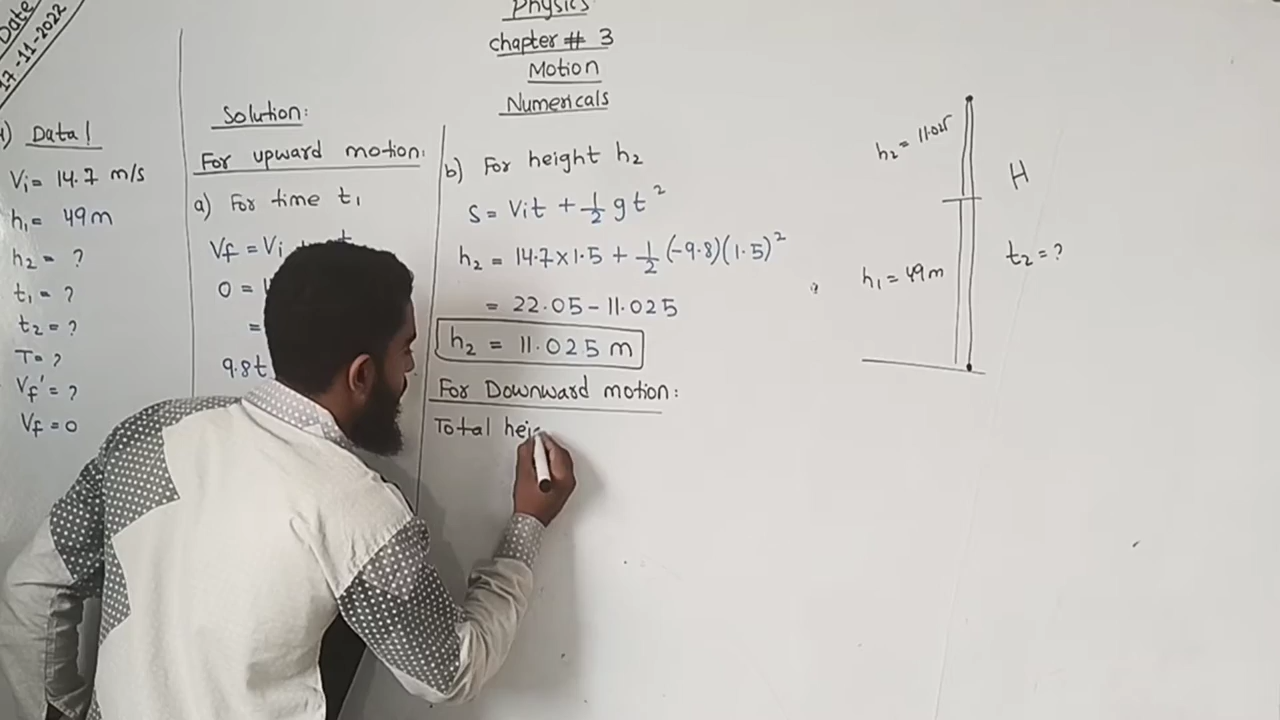 Date
17-11-2022
Physics
Chapter # 3
Motion
Numericals
Data!
Vi = 14.7 m/s
h1 = 49m
h2 = ?
t1 = ?
t2 = ?
T = ?
Vf' = ?
Vf = 0
Solution:
For upward motion:
a) For time t1
Vf = Vi
0 =
=
9.8t
b) For height h2
S = Vit + 1/2 gt²
h2 = 14.7×1.5 + 1/2 (-9.8)(1.5)²
= 22.05 - 11.025
h2 = 11.025 m
For Downward motion:
Total heig
h2 = 11.025
H
h1 = 49m
t2 = ?